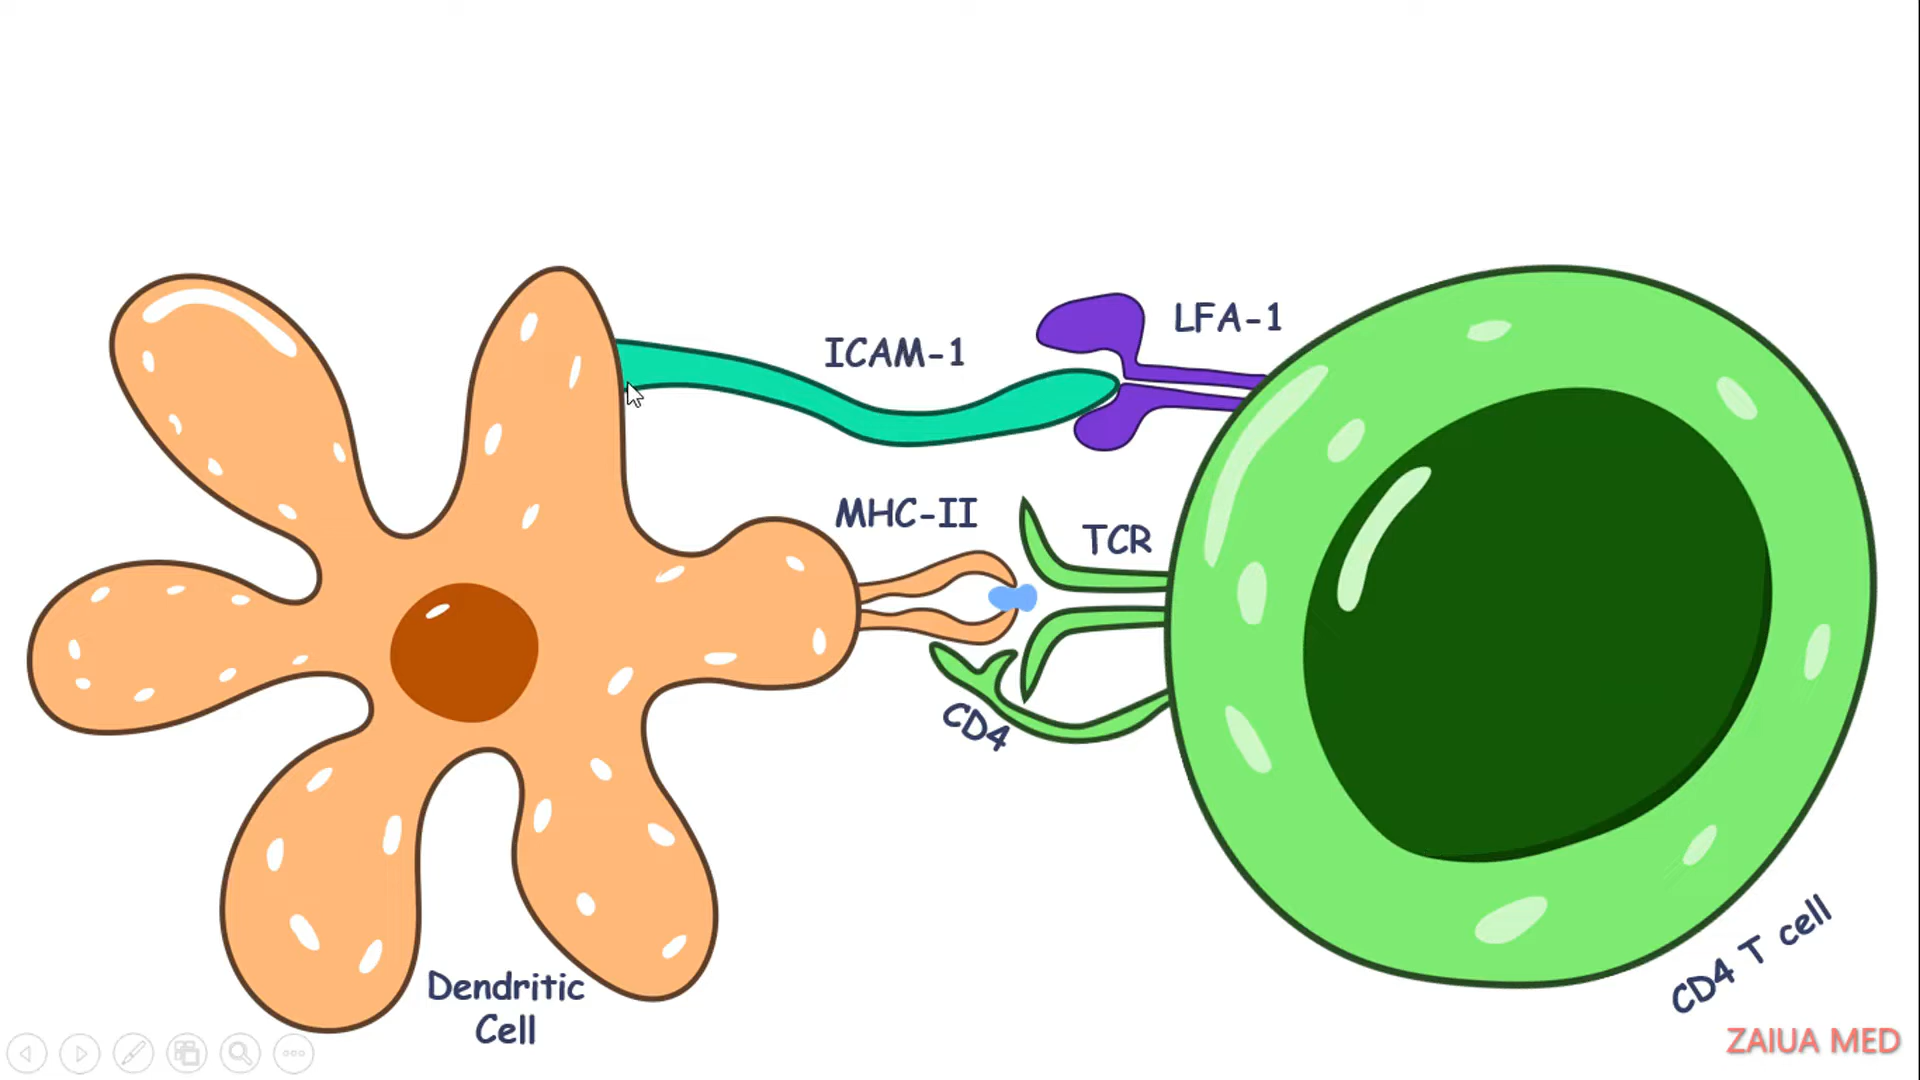 LFA-1
ICAM-1
MHC-II
TCR
CD4
Dendritic
Cell
CD4 T cell
ZAIUA MED